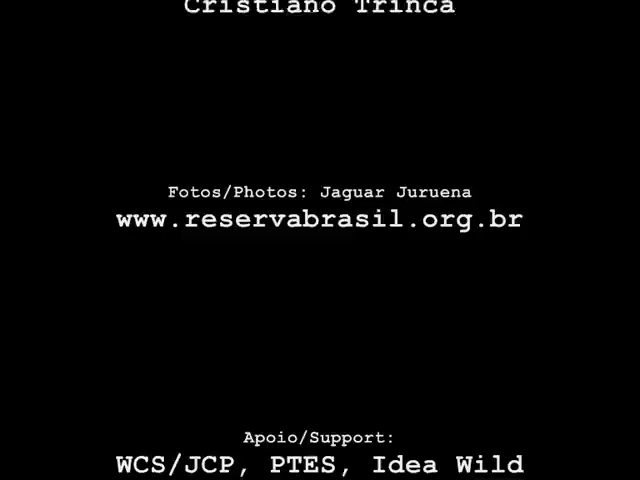 Cristiano Trinca
Fotos/Photos: Jaguar Juruena
www.reservabrasil.org.br
Apoio/Support:
WCS/JCP, PTES, Idea Wild